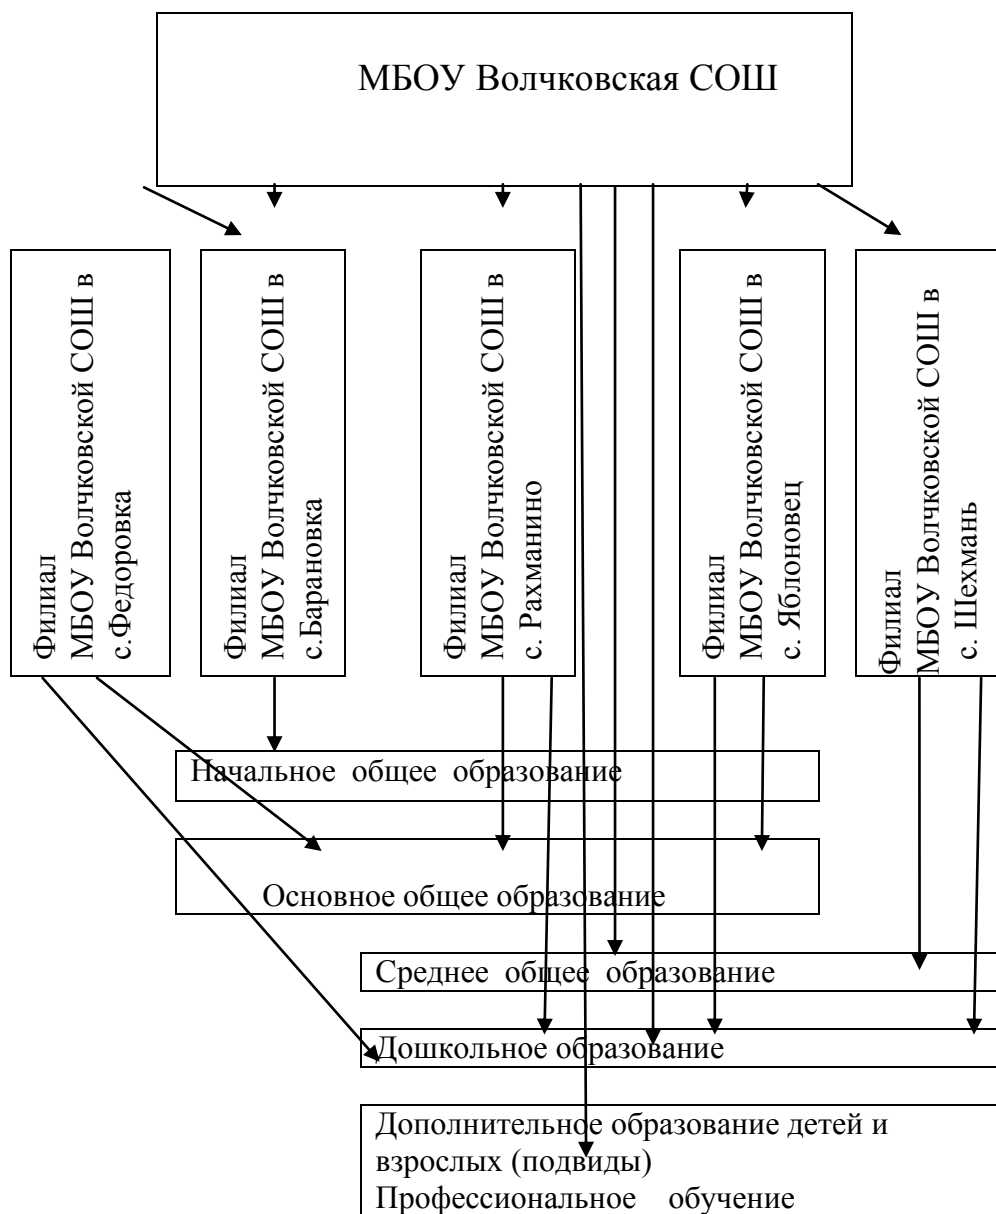 МБОУ Волчковская СОШ
Филиал
МБОУ Волчковской СОШ в
с.Федоровка
Филиал
МБОУ Волчковской СОШ в
с.Барановка
Филиал
МБОУ Волчковской СОШ в
с. Рахманино
Филиал
МБОУ Волчковской СОШ в
с. Яблоновец
Филиал
МБОУ Волчковской СОШ в
с. Шехмань
Начальное общее образование
Основное общее образование
Среднее общее образование
Дошкольное образование
Дополнительное образование детей и
взрослых (подвиды)
Профессиональное обучение